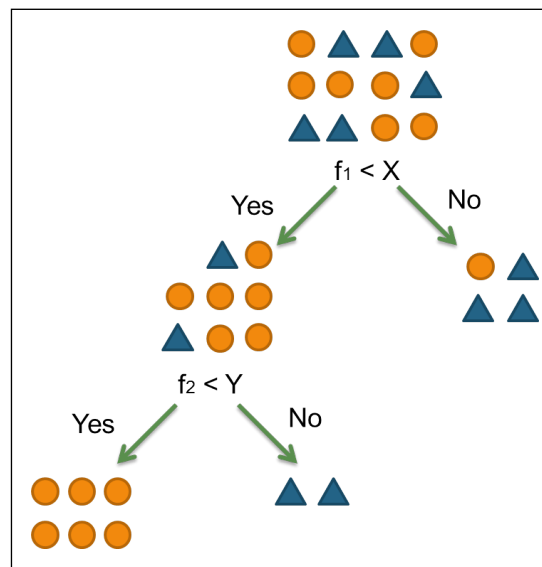 f₁ < X
Yes
No
f₂ < Y
Yes
No